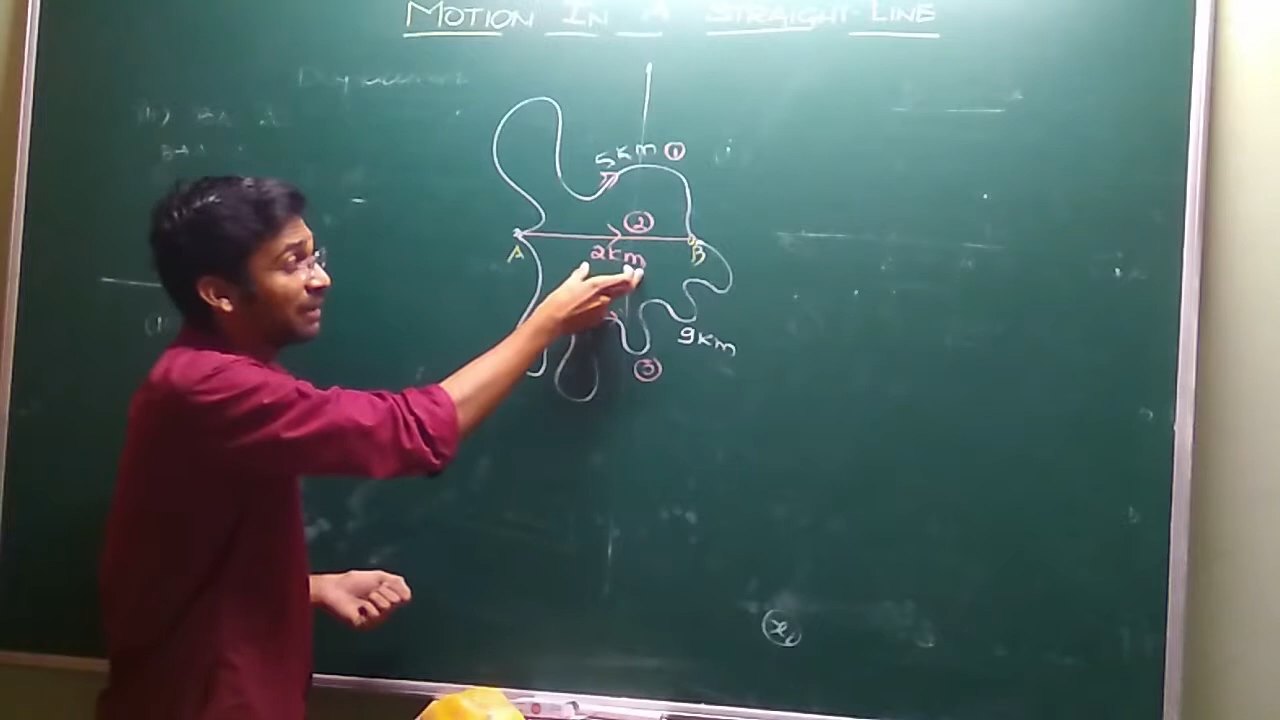 MOTION IN A STRAIGHT LINE
5km ①
②
A B
2km
9km
③